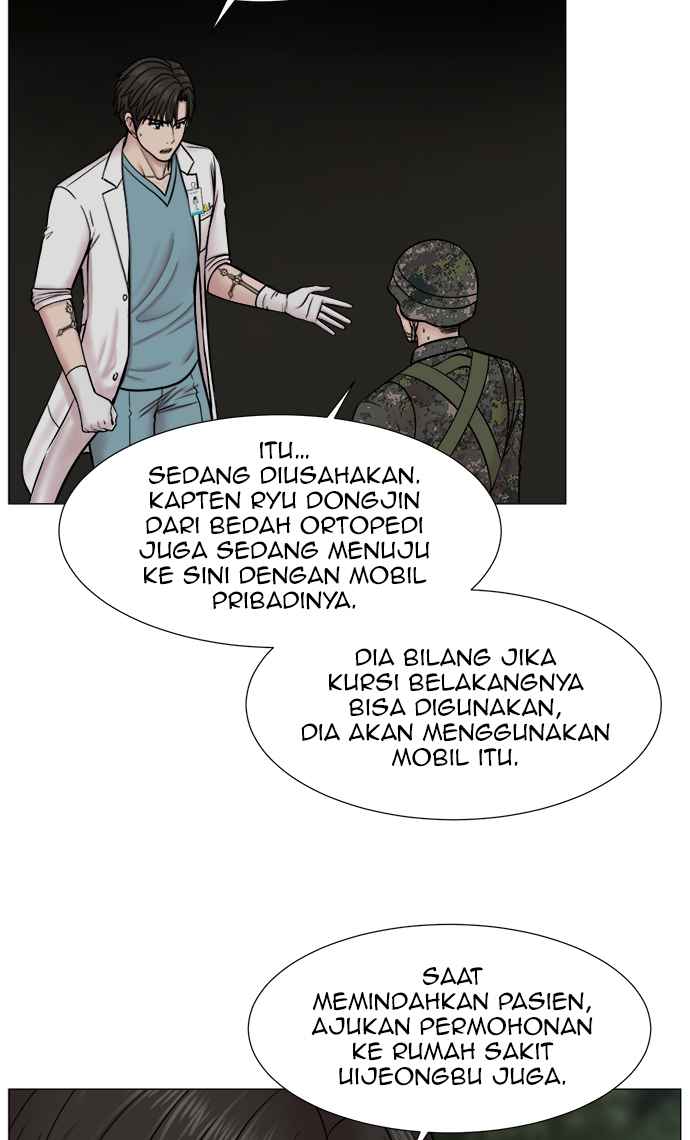 ITU...
SEDANG DIUSAHAKAN.
KAPTEN RYU DONGJIN
DARI BEDAH ORTOPEDI
JUGA SEDANG MENUJU
KE SINI DENGAN MOBIL
PRIBADINYA.
DIA BILANG JIKA
KURSI BELAKANGNYA
BISA DIGUNAKAN,
DIA AKAN MENGGUNAKAN
MOBIL ITU.
SAAT
MEMINDAHKAN PASIEN,
AJUKAN PERMOHONAN
KE RUMAH SAKIT
UIJEONGBU JUGA.